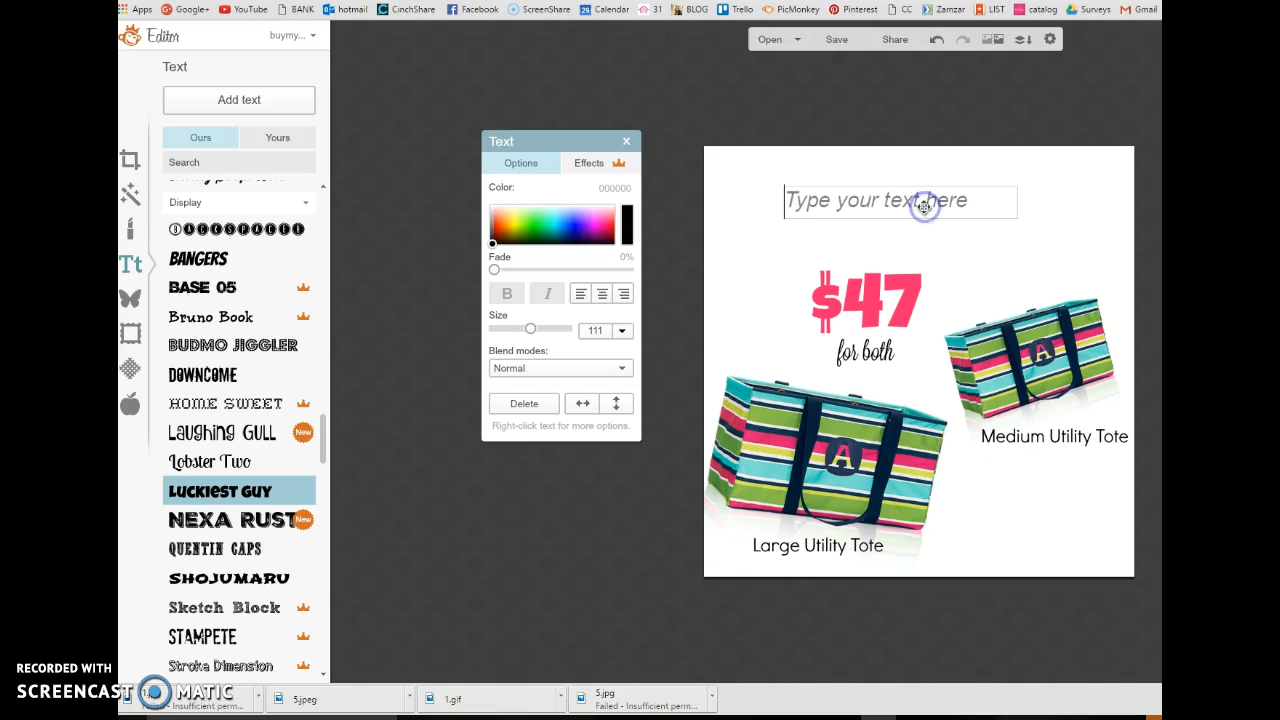 Apps Google+ YouTube BANK hotmail CinchShare Facebook ScreenShare Calendar 31 BLOG Trello PicMonkey Pinterest CC Zamzar LIST catalog Surveys Gmail
Editor buymy...
Open Save Share
Text
Add text
Ours Yours
Search
Display
BANGERS
BASE 05
Bruno Book
BUDMO JIGGLER
DOWNCOME
HOME SWEET
Laughing Gull New
Lobster Two
LUCKIEST GUY
NEXA RUST New
QUENTIN CAPS
SHOJUMARU
Sketch Block
STAMPETE
Stroke Dimension
Text ×
Options Effects
Color: 000000
Fade 0%
B I
Size
111
Blend modes:
Normal
Delete
Right-click text for more options.
Type your text here
$47
for both
A
Medium Utility Tote
A
Large Utility Tote
RECORDED WITH
SCREENCAST MATIC
Failed - Insufficient perm...
5.jpeg
1.gif
5.jpg
Failed - Insufficient perm...